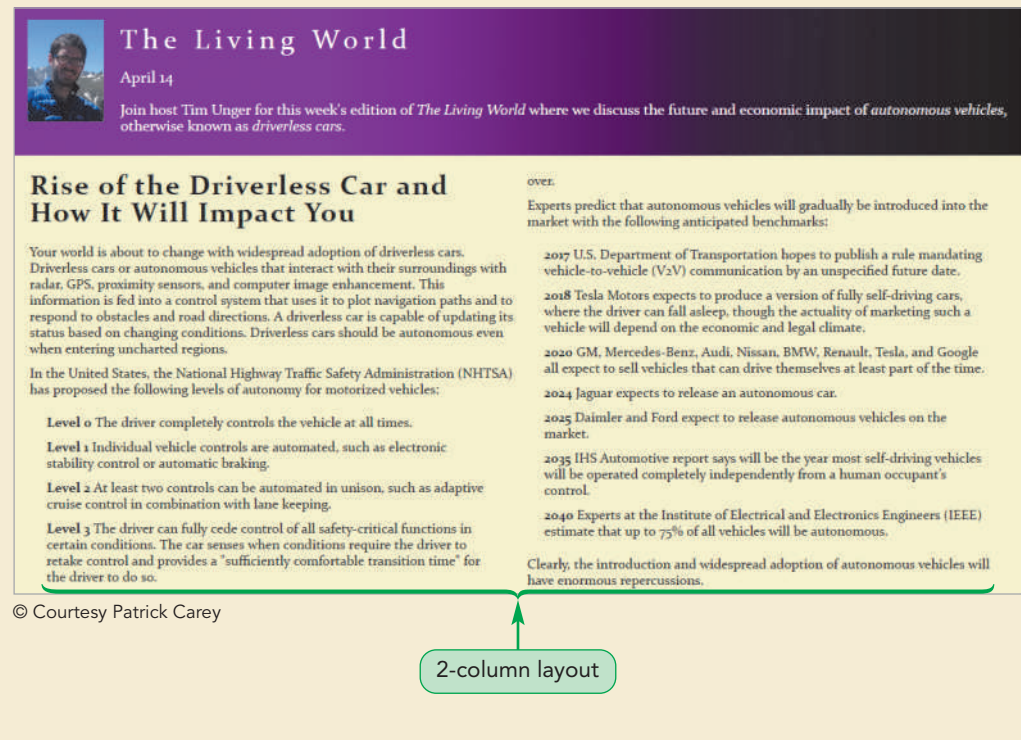 The Living World
April 14
Join host Tim Unger for this week's edition of The Living World where we discuss the future and economic impact of autonomous vehicles,
otherwise known as driverless cars.
Rise of the Driverless Car and
How It Will Impact You
Your world is about to change with widespread adoption of driverless cars.
Driverless cars or autonomous vehicles that interact with their surroundings with
radar, GPS, proximity sensors, and computer image enhancement. This
information is fed into a control system that uses it to plot navigation paths and to
respond to obstacles and road directions. A driverless car is capable of updating its
status based on changing conditions. Driverless cars should be autonomous even
when entering uncharted regions.
In the United States, the National Highway Traffic Safety Administration (NHTSA)
has proposed the following levels of autonomy for motorized vehicles:
Level 0 The driver completely controls the vehicle at all times.
Level 1 Individual vehicle controls are automated, such as electronic
stability control or automatic braking.
Level 2 At least two controls can be automated in unison, such as adaptive
cruise control in combination with lane keeping.
Level 3 The driver can fully cede control of all safety-critical functions in
certain conditions. The car senses when conditions require the driver to
retake control and provides a "sufficiently comfortable transition time" for
the driver to do so.
over.
Experts predict that autonomous vehicles will gradually be introduced into the
market with the following anticipated benchmarks:
2017 U.S. Department of Transportation hopes to publish a rule mandating
vehicle-to-vehicle (V2V) communication by an unspecified future date.
2018 Tesla Motors expects to produce a version of fully self-driving cars,
where the driver can fall asleep, though the actuality of marketing such a
vehicle will depend on the economic and legal climate.
2020 GM, Mercedes-Benz, Audi, Nissan, BMW, Renault, Tesla, and Google
all expect to sell vehicles that can drive themselves at least part of the time.
2024 Jaguar expects to release an autonomous car.
2025 Daimler and Ford expect to release autonomous vehicles on the
market.
2035 IHS Automotive report says will be the year most self-driving vehicles
will be operated completely independently from a human occupant's
control.
2040 Experts at the Institute of Electrical and Electronics Engineers (IEEE)
estimate that up to 75% of all vehicles will be autonomous.
Clearly, the introduction and widespread adoption of autonomous vehicles will
have enormous repercussions.
© Courtesy Patrick Carey
2-column layout